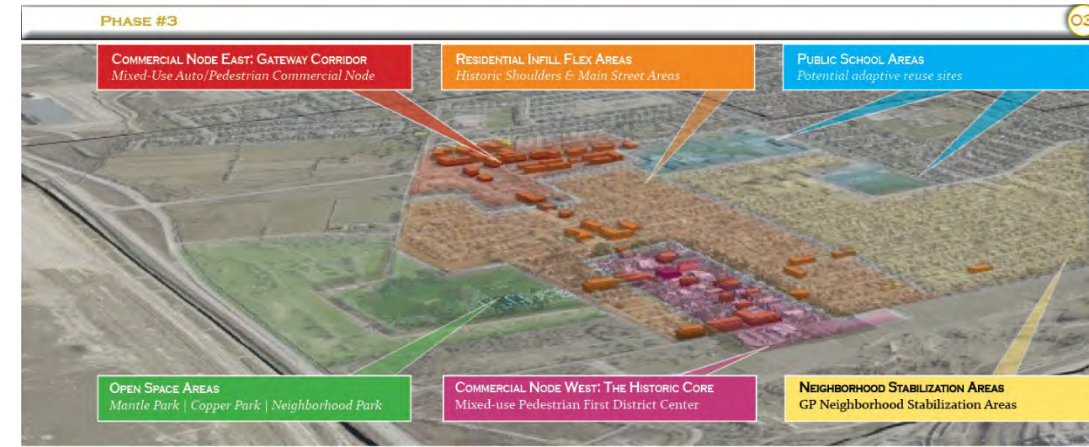 PHASE #3
03
COMMERCIAL NODE EAST: GATEWAY CORRIDOR
Mixed-Use Auto/Pedestrian Commercial Node
RESIDENTIAL INFILL FLEX AREAS
Historic Shoulders & Main Street Areas
PUBLIC SCHOOL AREAS
Potential adaptive reuse sites
OPEN SPACE AREAS
Mantle Park | Copper Park | Neighborhood Park
COMMERCIAL NODE WEST: THE HISTORIC CORE
Mixed-use Pedestrian First District Center
NEIGHBORHOOD STABILIZATION AREAS
GP Neighborhood Stabilization Areas